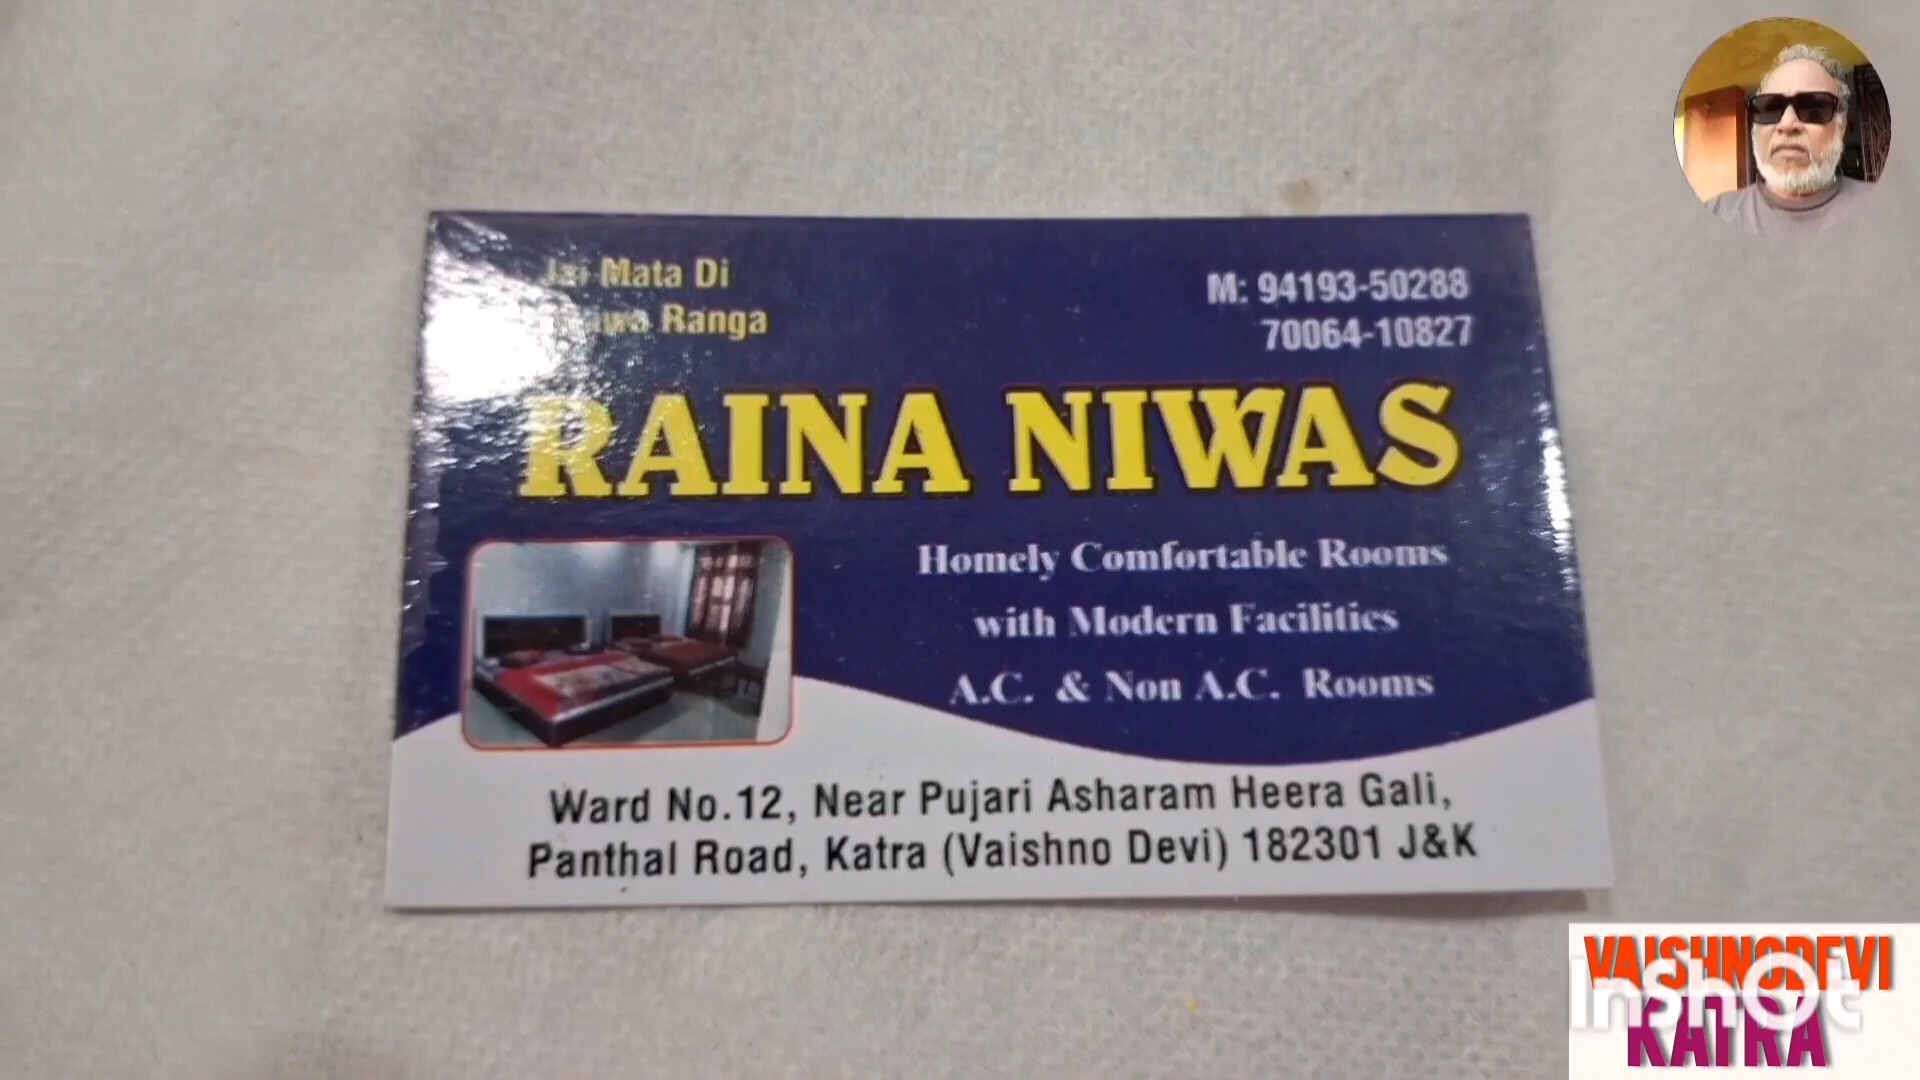 Jai Mata Di
Ranga
M: 94193-50288
70064-10827
RAINA NIWAS
Homely Comfortable Rooms
with Modern Facilities
A.C. & Non A.C. Rooms
Ward No.12, Near Pujari Asharam Heera Gali,
Panthal Road, Katra (Vaishno Devi) 182301 J&K
VAISHNODEVI
InShOt
KATRA